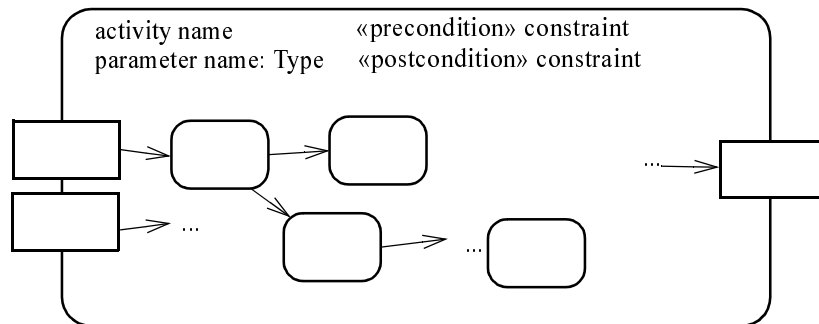 activity name «precondition» constraint
parameter name: Type «postcondition» constraint
...
...
...